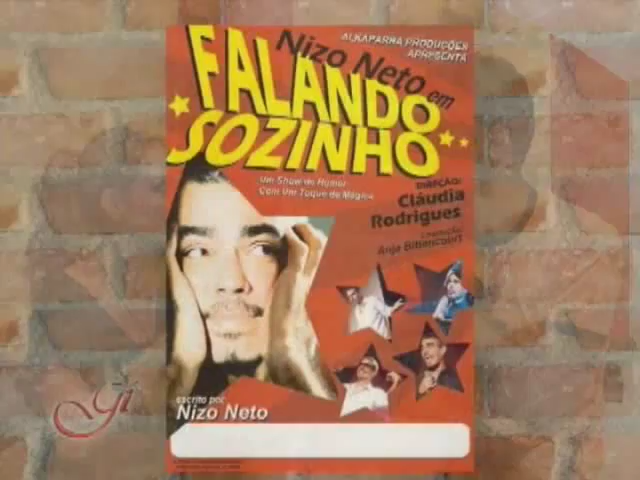 ALKAPARRA PRODUÇÕES
APRESENTA
Nizo Neto em
FALANDO
SOZINHO
Um Show de Humor
Com Um Toque de Mágica
DIREÇÃO:
Cláudia
Rodrigues
Anja Bittencourt
escrito por
Nizo Neto